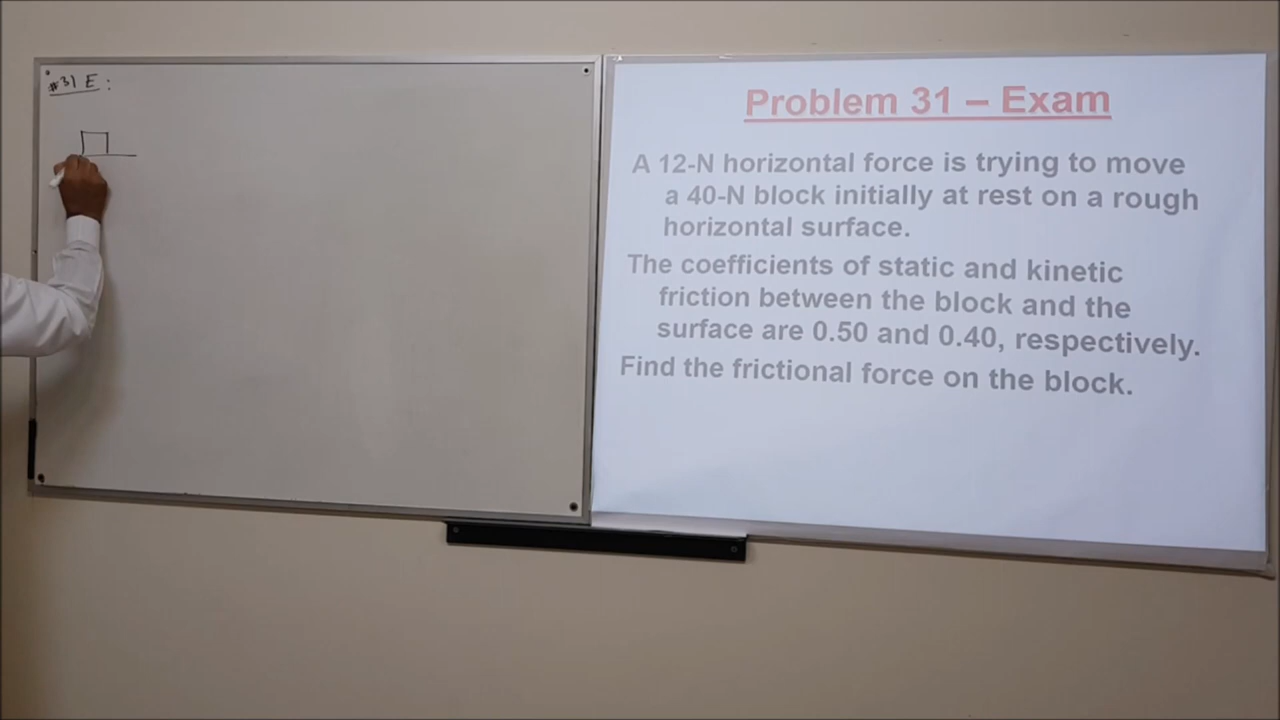 #31 E :
Problem 31 – Exam
A 12-N horizontal force is trying to move
a 40-N block initially at rest on a rough
horizontal surface.
The coefficients of static and kinetic
friction between the block and the
surface are 0.50 and 0.40, respectively.
Find the frictional force on the block.